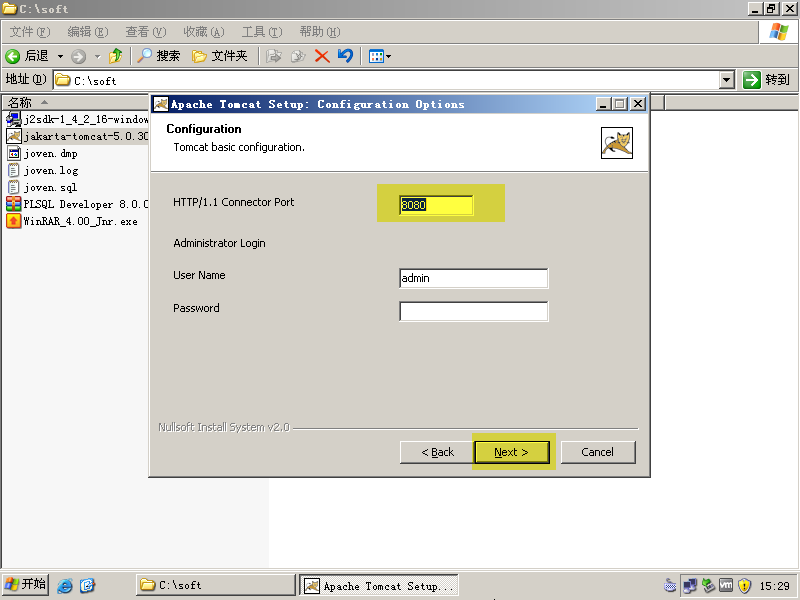 C:\soft
文件(F) 编辑(E) 查看(V) 收藏(A) 工具(T) 帮助(H)
后退 搜索 文件夹
地址(D) C:\soft 转到
名称
j2sdk-1_4_2_16-window
jakarta-tomcat-5.0.30
joven.dmp
joven.log
joven.sql
PLSQL Developer 8.0.0
WinRAR_4.00_Jnr.exe
Apache Tomcat Setup: Configuration Options
Configuration
Tomcat basic configuration.
HTTP/1.1 Connector Port 8080
Administrator Login
User Name admin
Password
Nullsoft Install System v2.0
< Back Next > Cancel
开始 C:\soft Apache Tomcat Setup... 15:29